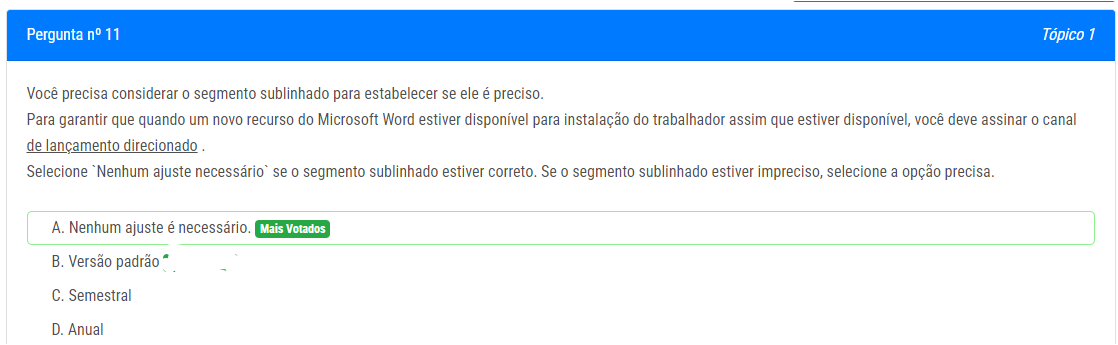 Pergunta nº 11
Tópico 1
Você precisa considerar o segmento sublinhado para estabelecer se ele é preciso.
Para garantir que quando um novo recurso do Microsoft Word estiver disponível para instalação do trabalhador assim que estiver disponível, você deve assinar o canal
de lançamento direcionado .
Selecione `Nenhum ajuste necessário` se o segmento sublinhado estiver correto. Se o segmento sublinhado estiver impreciso, selecione a opção precisa.
A. Nenhum ajuste é necessário. Mais Votados
B. Versão padrão
C. Semestral
D. Anual